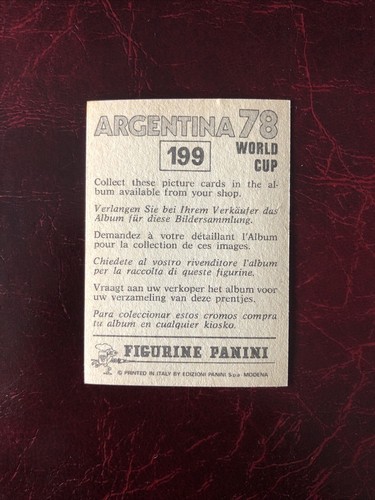 ARGENTINA 78
199
WORLD
CUP
Collect these picture cards in the al-
bum available from your shop.
Verlangen Sie bei Ihrem Verkäufer das
Album für diese Bildersammlung.
Demandez à votre détaillant l'Album
pour la collection de ces images.
Chiedete al vostro rivenditore l'album
per la raccolta di queste figurine.
Vraagt aan uw verkoper het album voor
uw verzameling van deze prentjes.
Para coleccionar estos cromos compra
tu album en cualquier kiosko.
FIGURINE PANINI
© PRINTED IN ITALY BY EDIZIONI PANINI S.p.a. MODENA